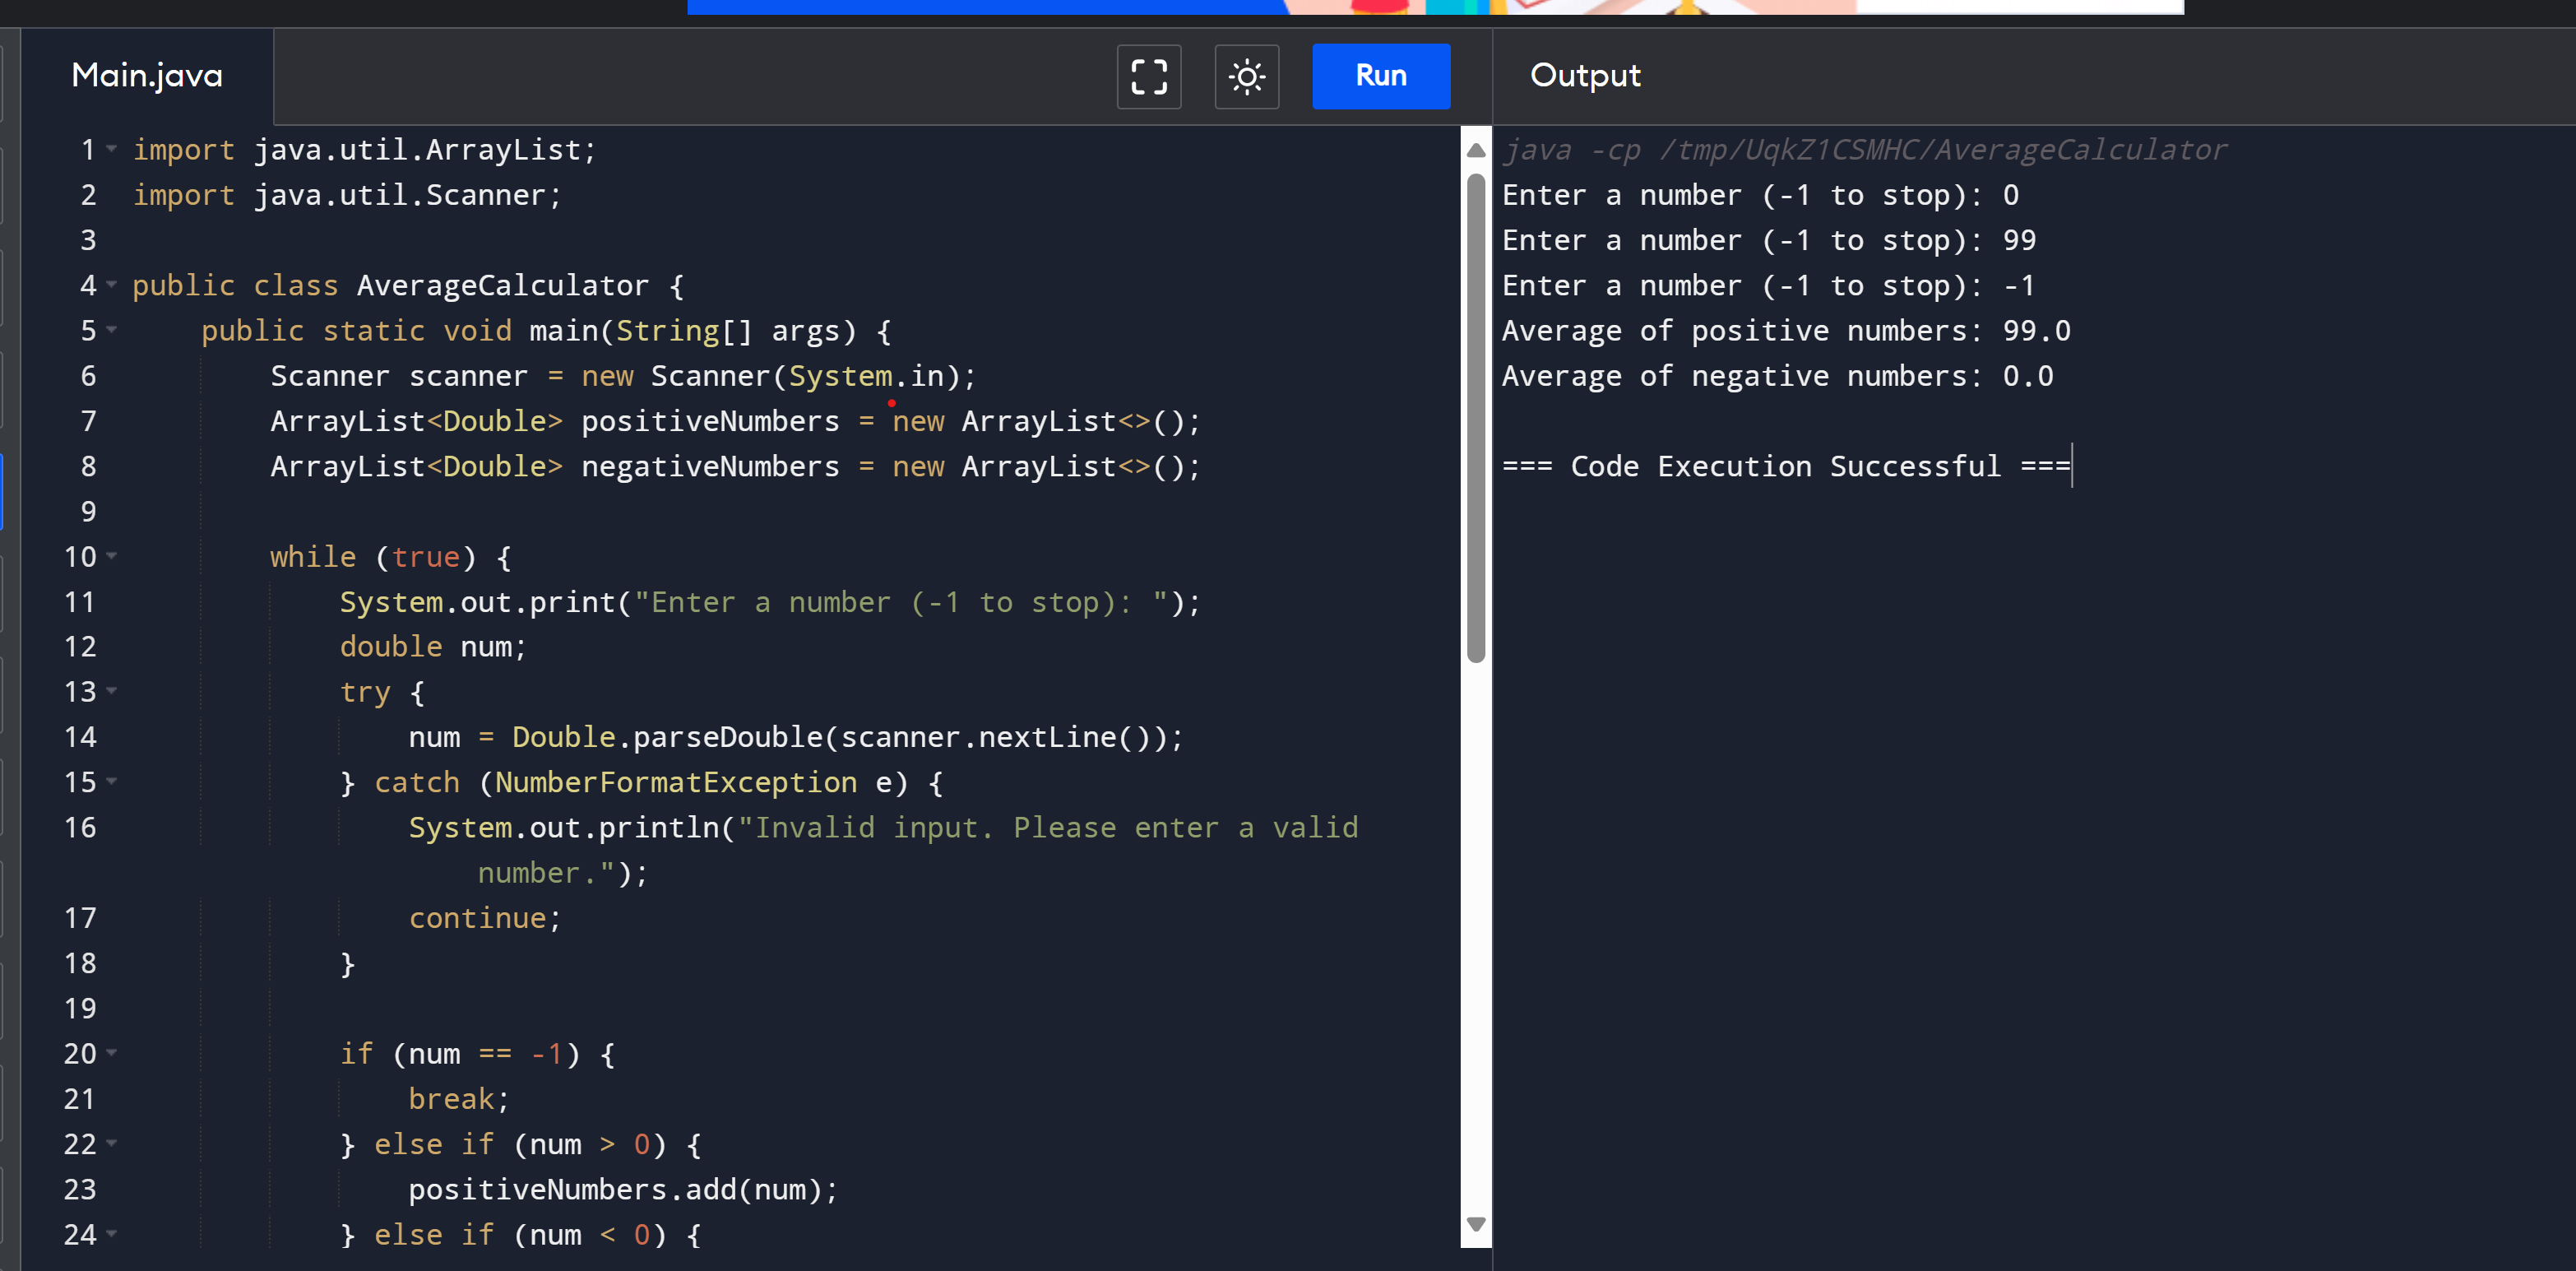 Main.java
Run
Output
1 import java.util.ArrayList;
2 import java.util.Scanner;
3
4 public class AverageCalculator {
5 public static void main(String[] args) {
6 Scanner scanner = new Scanner(System.in);
7 ArrayList<Double> positiveNumbers = new ArrayList<>();
8 ArrayList<Double> negativeNumbers = new ArrayList<>();
9
10 while (true) {
11 System.out.print("Enter a number (-1 to stop): ");
12 double num;
13 try {
14 num = Double.parseDouble(scanner.nextLine());
15 } catch (NumberFormatException e) {
16 System.out.println("Invalid input. Please enter a valid
number.");
17 continue;
18 }
19
20 if (num == -1) {
21 break;
22 } else if (num > 0) {
23 positiveNumbers.add(num);
24 } else if (num < 0) {
java -cp /tmp/UqkZ1CSMHC/AverageCalculator
Enter a number (-1 to stop): 0
Enter a number (-1 to stop): 99
Enter a number (-1 to stop): -1
Average of positive numbers: 99.0
Average of negative numbers: 0.0
=== Code Execution Successful ===